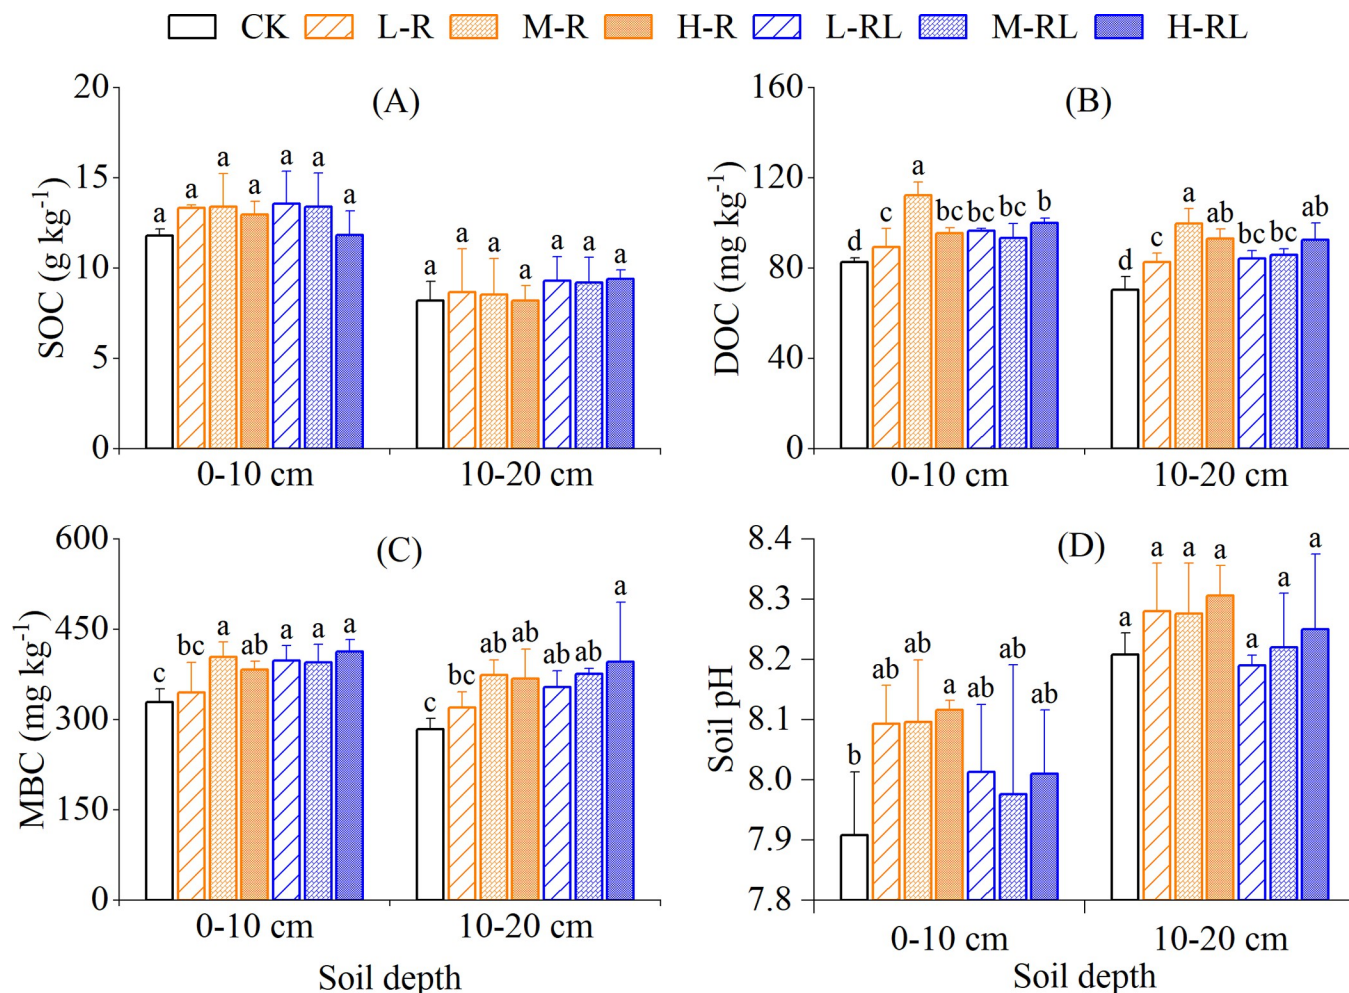 CK L-R M-R H-R L-RL M-RL H-RL
(A)
SOC (g kg-1)
20
15
10
5
0
a a a a a a a
a a a a a a a
0-10 cm 10-20 cm
(B)
DOC (mg kg-1)
160
120
80
40
0
d c a bc bc bc b
d c a ab bc bc ab
0-10 cm 10-20 cm
(C)
MBC (mg kg-1)
600
450
300
150
0
c bc a ab a a a
c bc ab ab ab ab a
0-10 cm 10-20 cm
Soil depth
(D)
Soil pH
8.4
8.3
8.2
8.1
8.0
7.9
7.8
b ab ab a ab ab ab
a a a a a a a
0-10 cm 10-20 cm
Soil depth